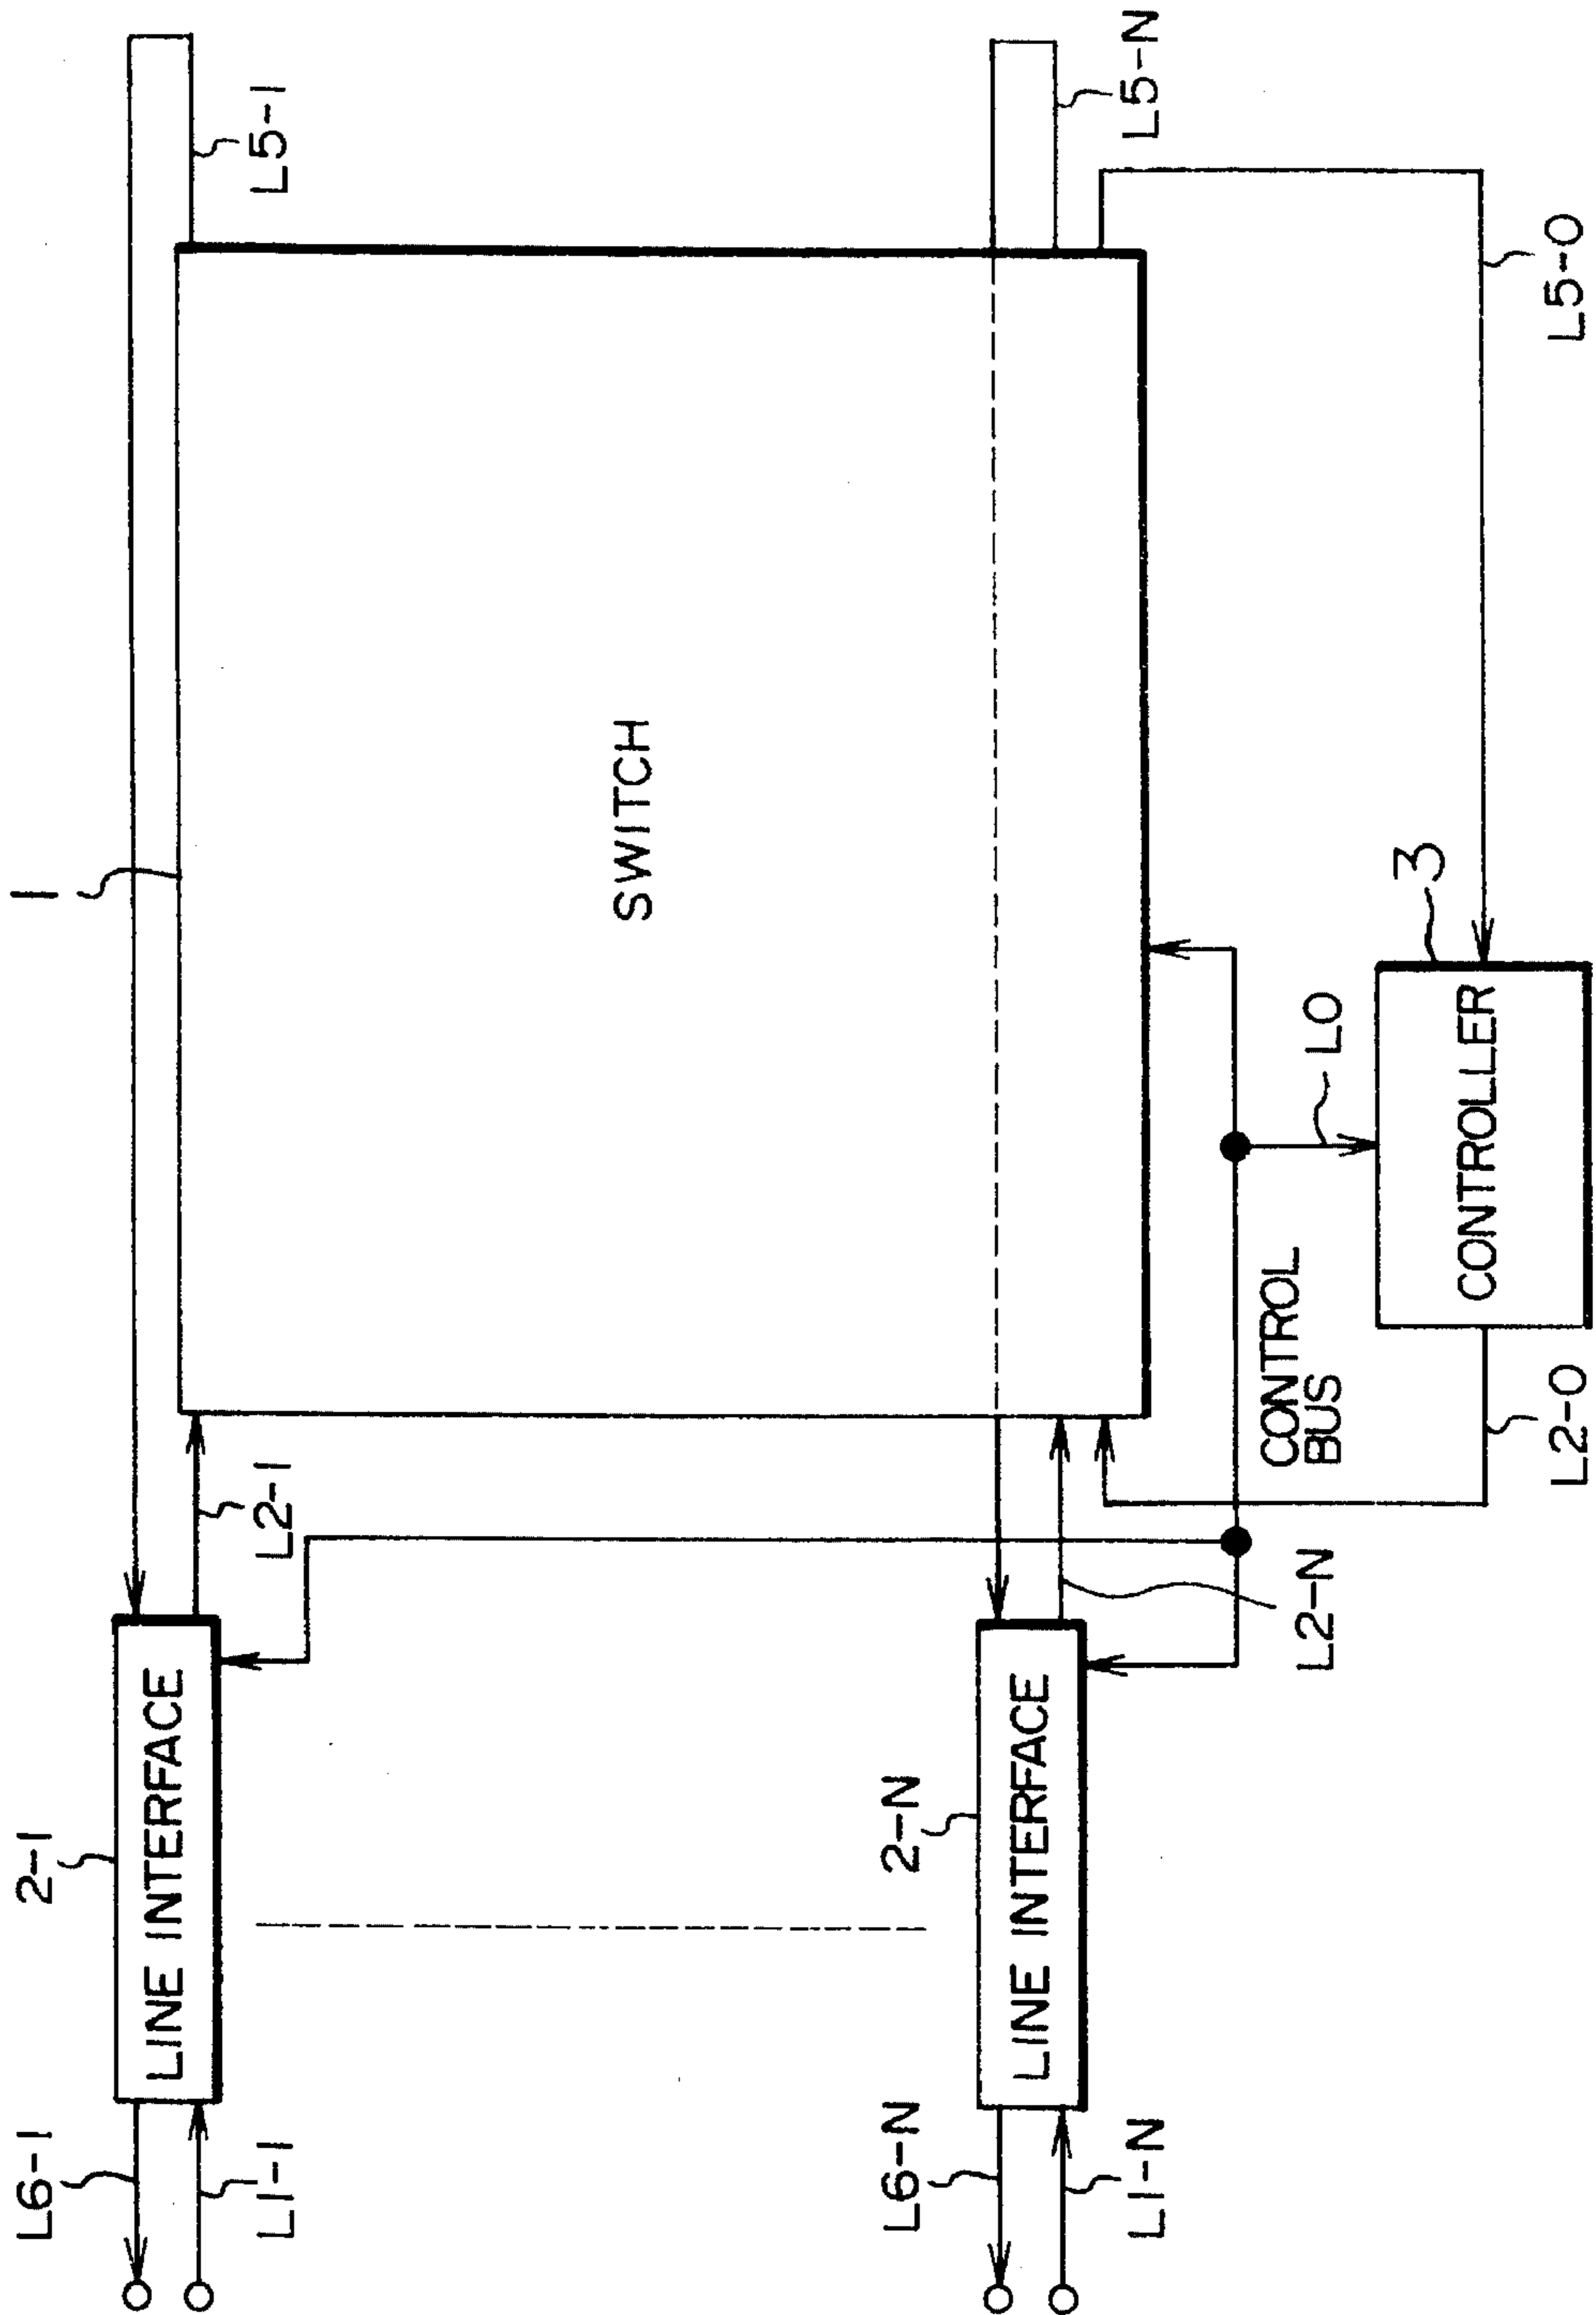 1
L5-1
2-1
LINE INTERFACE
L6-1
L1-1
L2-1
SWITCH
2-N
LINE INTERFACE
L6-N
L1-N
L2-N
L5-N
CONTROL
BUS
L0
3
CONTROLLER
L2-0
L5-0